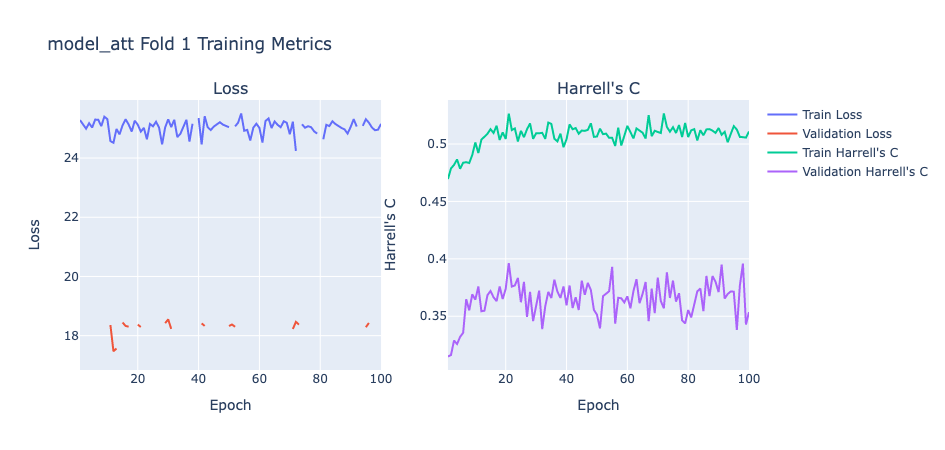 model_att Fold 1 Training Metrics
Loss
Harrell's C
Train Loss
Validation Loss
Train Harrell's C
Validation Harrell's C
Loss
24
22
20
18
20
40
60
80
100
Epoch
Harrell's C
0.5
0.45
0.4
0.35
20
40
60
80
100
Epoch